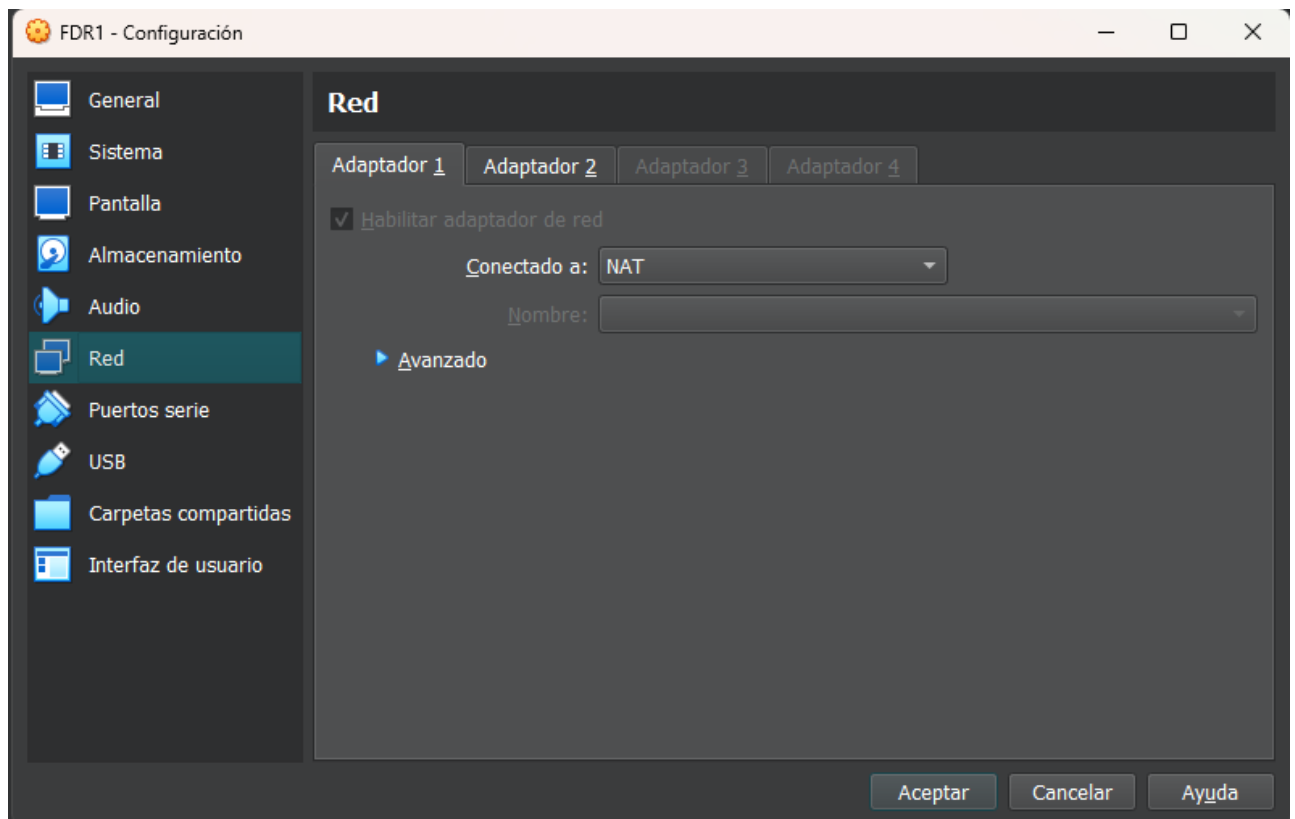 FDR1 - Configuración
General
Sistema
Pantalla
Almacenamiento
Audio
Red
Puertos serie
USB
Carpetas compartidas
Interfaz de usuario
Red
Adaptador 1 Adaptador 2 Adaptador 3 Adaptador 4
Habilitar adaptador de red
Conectado a: NAT
Nombre:
Avanzado
Aceptar Cancelar Ayuda